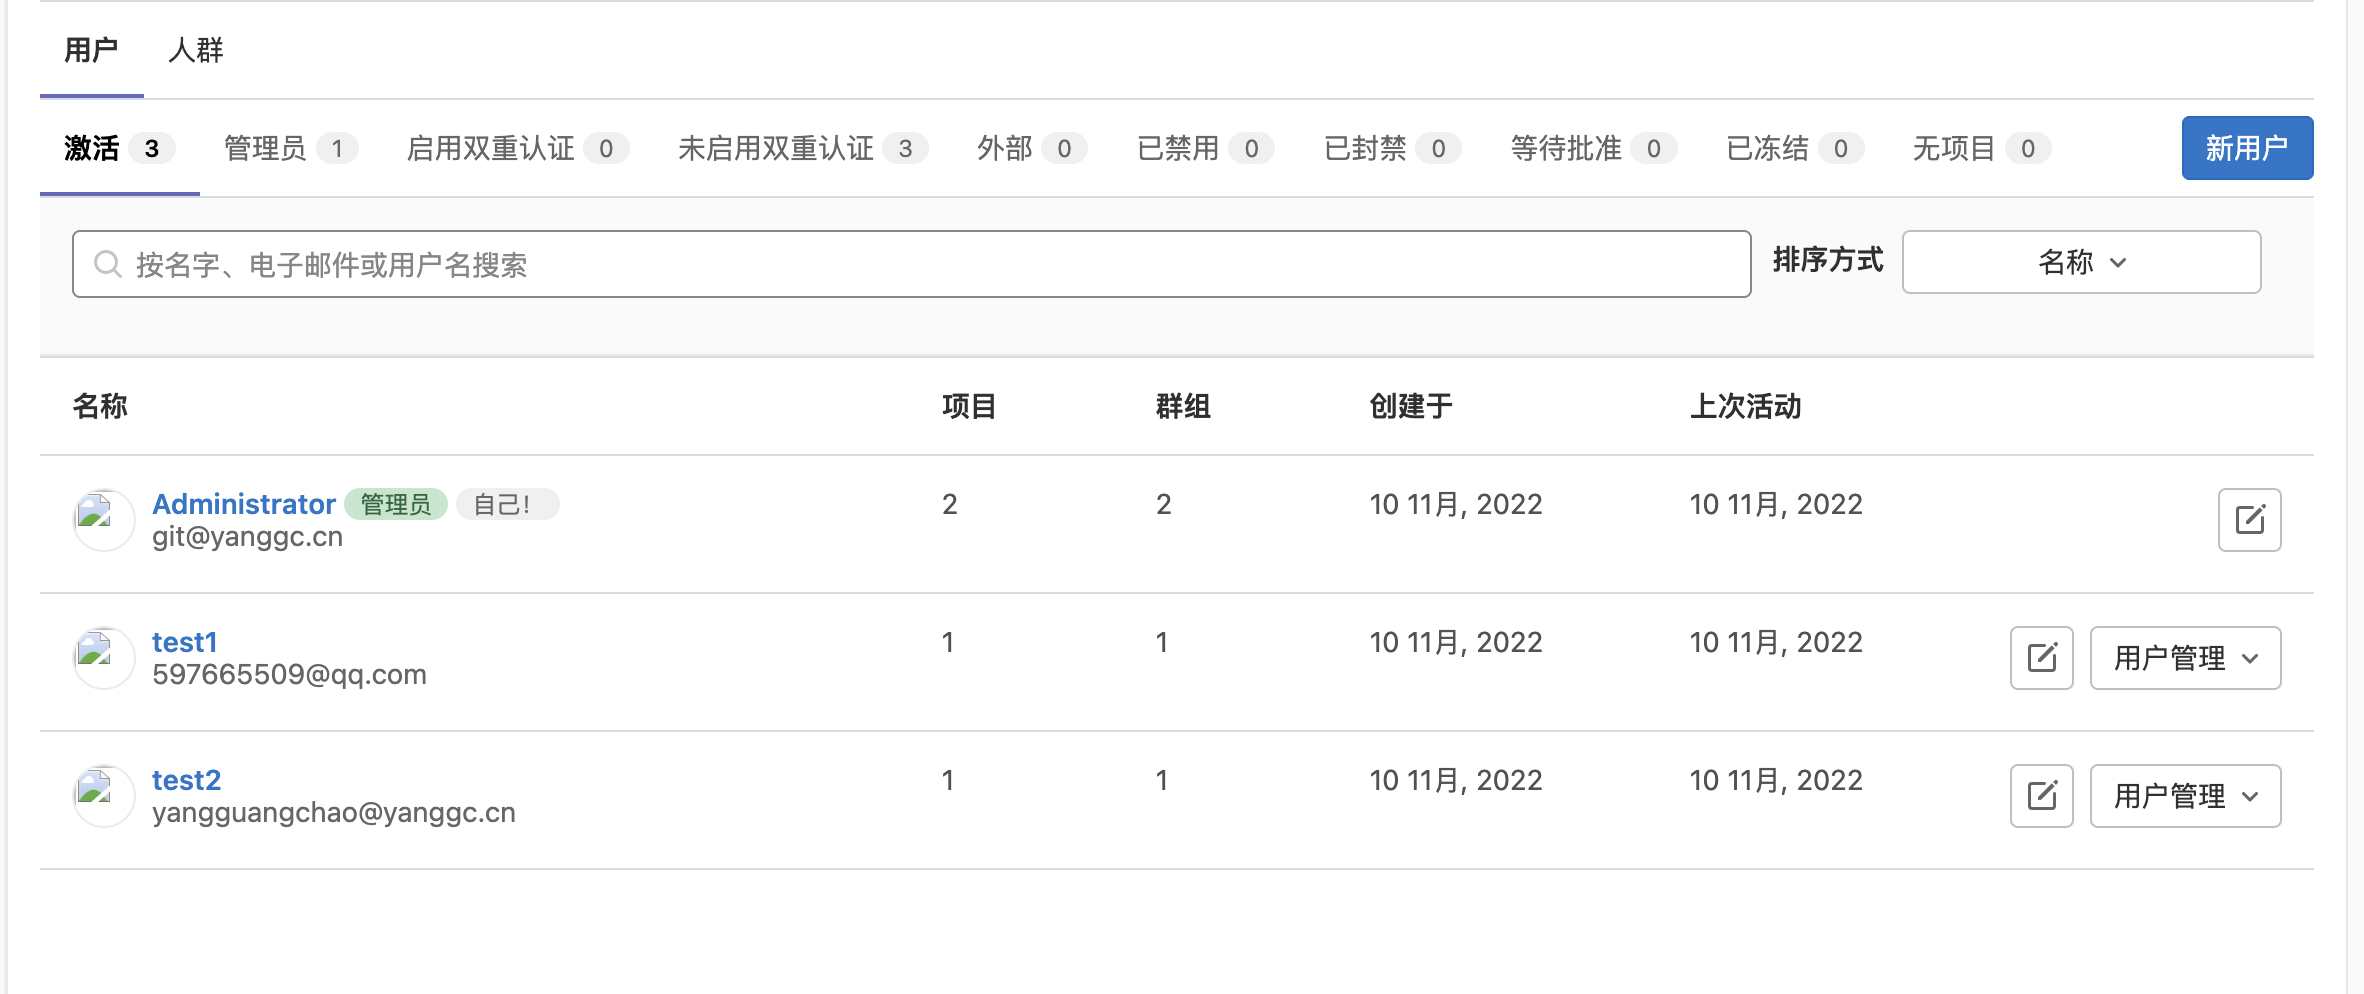 用户 人群
激活 3 管理员 1 启用双重认证 0 未启用双重认证 3 外部 0 已禁用 0 已封禁 0 等待批准 0 已冻结 0 无项目 0 新用户
按名字、电子邮件或用户名搜索 排序方式 名称
名称 项目 群组 创建于 上次活动
Administrator 管理员 自己! 2 2 10 11月, 2022 10 11月, 2022
git@yanggc.cn
test1 1 1 10 11月, 2022 10 11月, 2022 用户管理
597665509@qq.com
test2 1 1 10 11月, 2022 10 11月, 2022 用户管理
yangguangchao@yanggc.cn